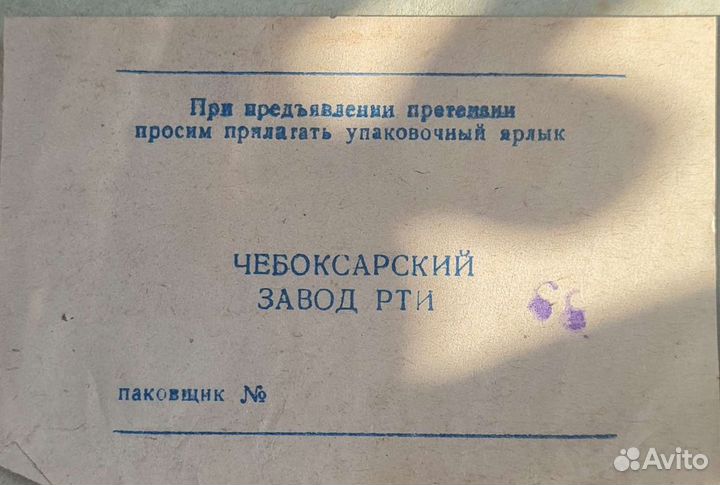 При предъявлении претензии
просим прилагать упаковочный ярлык
ЧЕБОКСАРСКИЙ
ЗАВОД РТИ
паковщик №
Avito